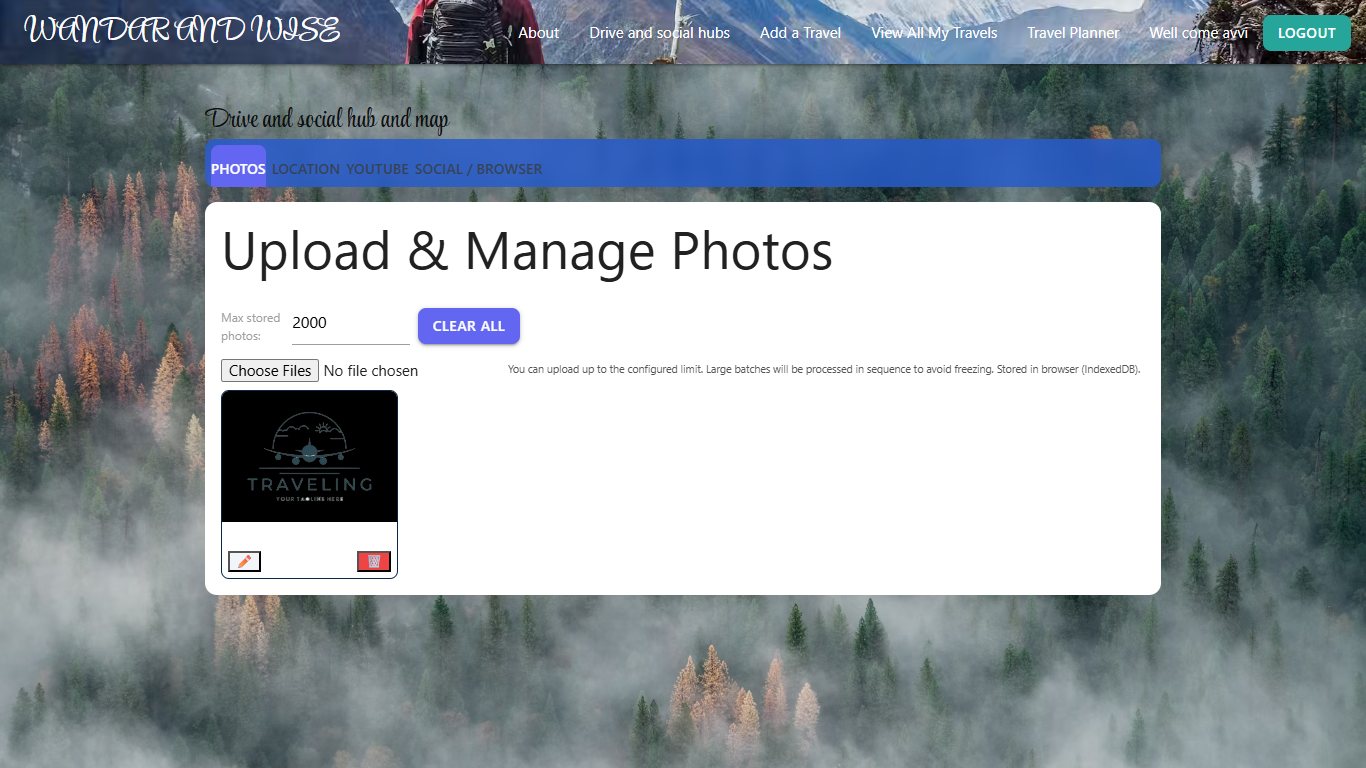 WANDAR AND WISE
About Drive and social hubs Add a Travel View All My Travels Travel Planner Well come avvi LOGOUT
Drive and social hub and map
PHOTOS LOCATION YOUTUBE SOCIAL / BROWSER
Upload & Manage Photos
Max stored
photos:
2000
CLEAR ALL
Choose Files No file chosen
You can upload up to the configured limit. Large batches will be processed in sequence to avoid freezing. Stored in browser (IndexedDB).
TRAVELING
YOUR TAGLINE HERE